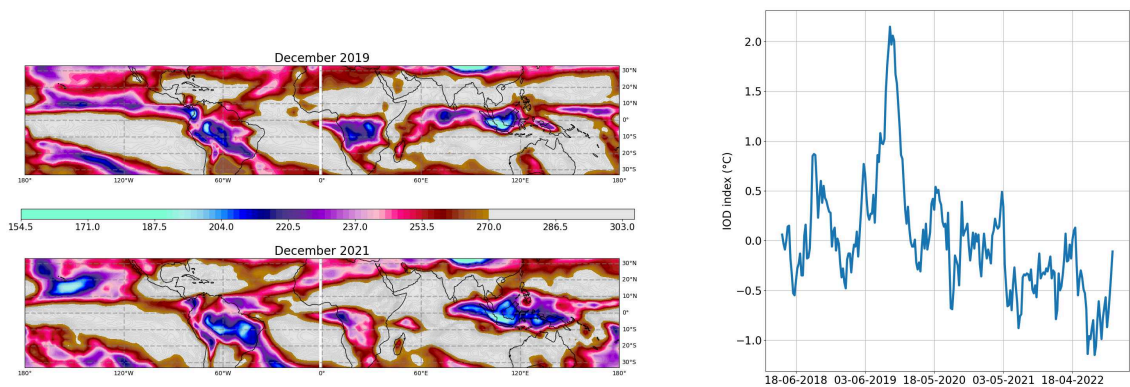 December 2019
30°N
20°N
10°N
0°
10°S
20°S
30°S
180° 120°W 60°W 0° 60°E 120°E 180°
154.5 171.0 187.5 204.0 220.5 237.0 253.5 270.0 286.5 303.0
December 2021
30°N
20°N
10°N
0°
10°S
20°S
30°S
180° 120°W 60°W 0° 60°E 120°E 180°
IOD index (°C)
2.0
1.5
1.0
0.5
0.0
−0.5
−1.0
18-06-2018 03-06-2019 18-05-2020 03-05-2021 18-04-2022